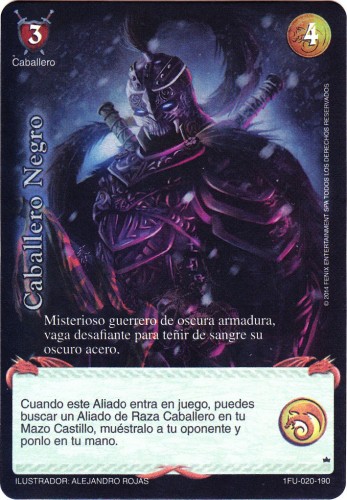 3
4
Caballero
Caballero Negro
© 2014 FENIX ENTERTAINMENT SPA TODOS LOS DERECHOS RESERVADOS
Misterioso guerrero de oscura armadura,
vaga desafiante para teñir de sangre su
oscuro acero.
Cuando este Aliado entra en juego, puedes
buscar un Aliado de Raza Caballero en tu
Mazo Castillo, muéstralo a tu oponente y
ponlo en tu mano.
ILUSTRADOR: ALEJANDRO ROJAS
1FU-020-190